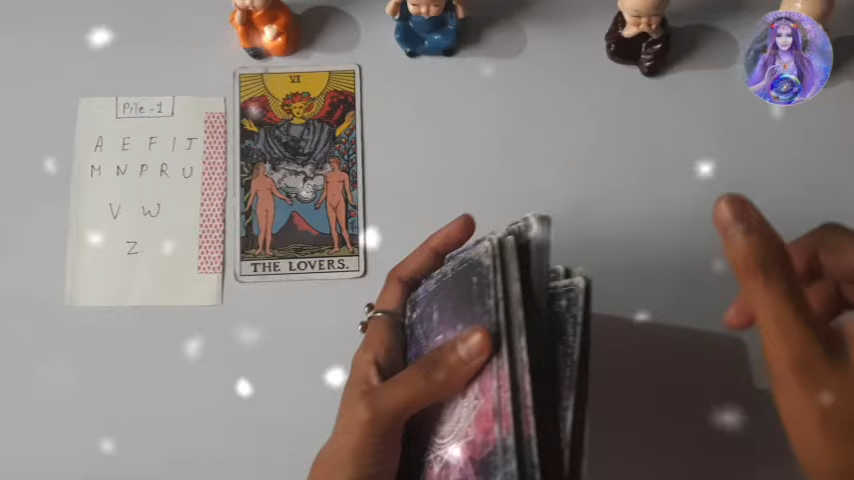 Pile-1
A E F I J
M N P R U
V W
Z
VI
THE LOVERS.